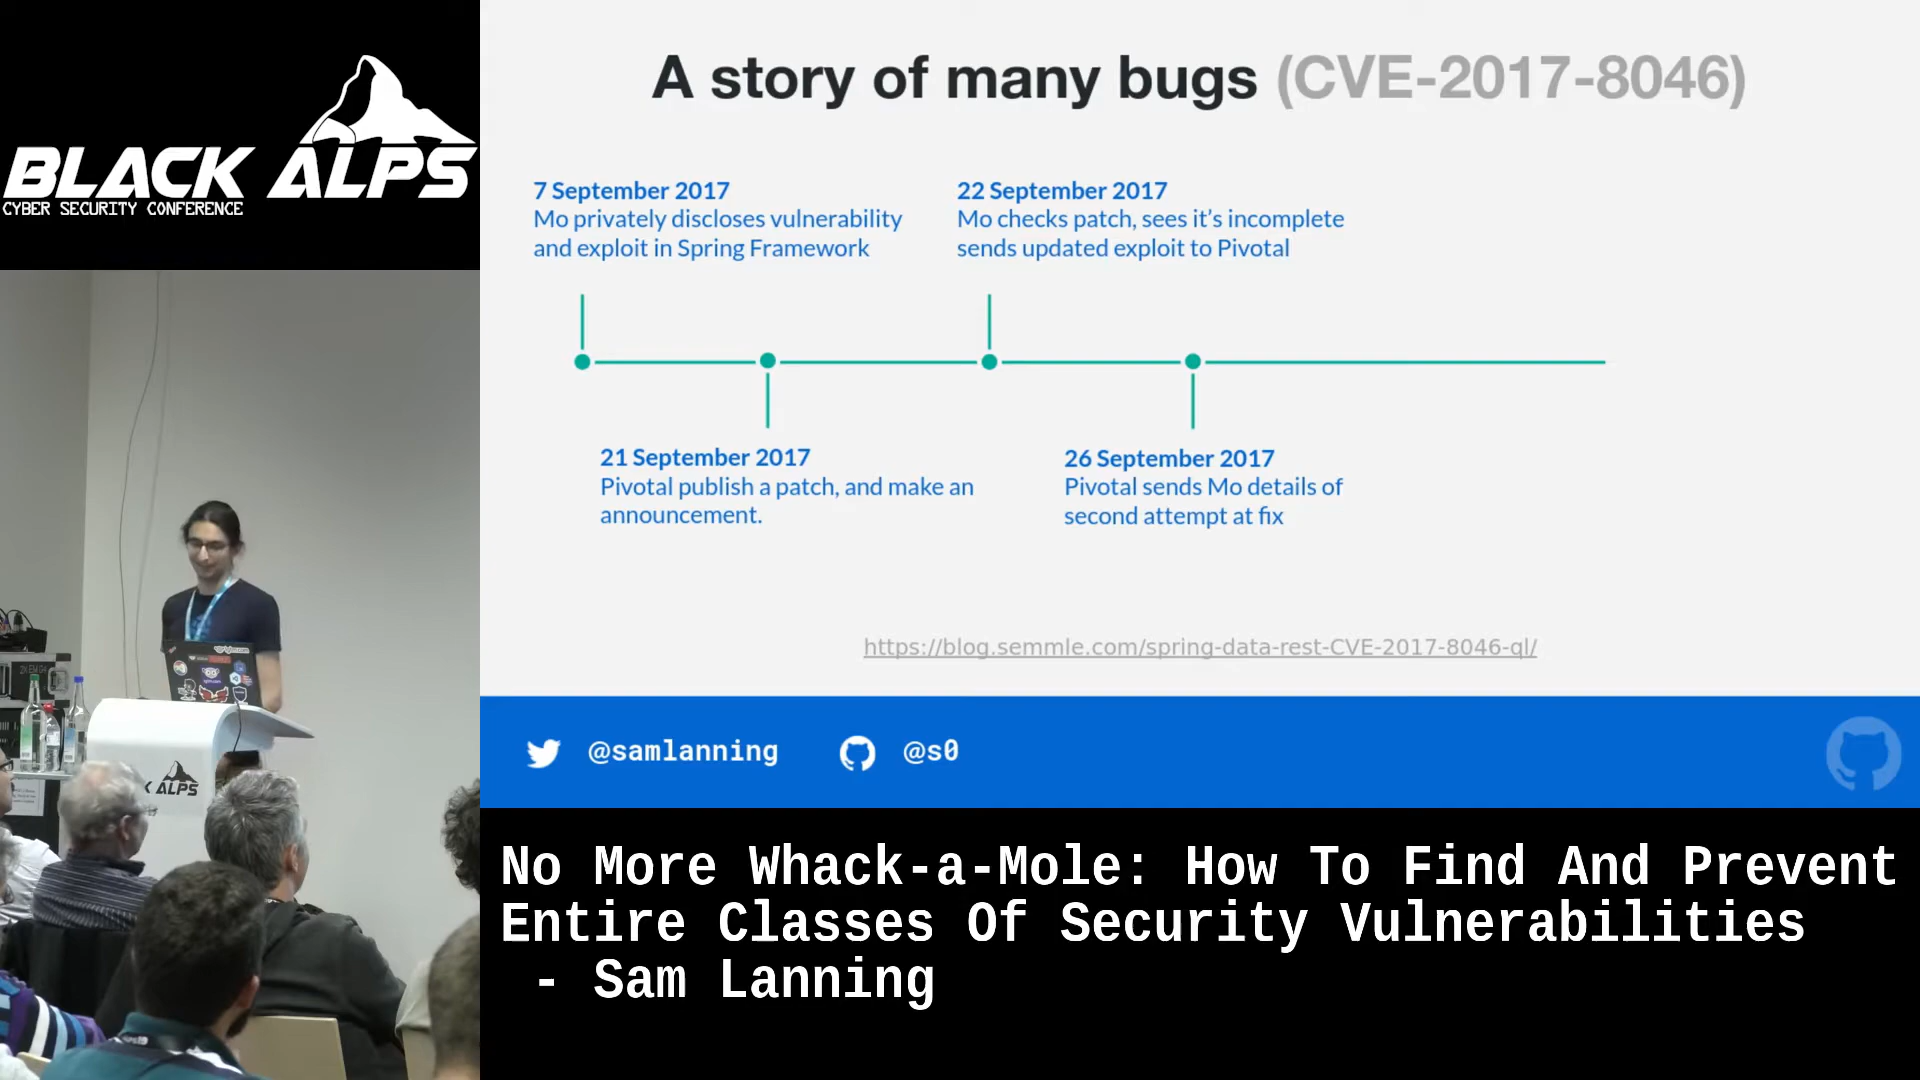 BLACK ALPS
CYBER SECURITY CONFERENCE
A story of many bugs (CVE-2017-8046)
7 September 2017
Mo privately discloses vulnerability
and exploit in Spring Framework
22 September 2017
Mo checks patch, sees it's incomplete
sends updated exploit to Pivotal
21 September 2017
Pivotal publish a patch, and make an
announcement.
26 September 2017
Pivotal sends Mo details of
second attempt at fix
https://blog.semmle.com/spring-data-rest-CVE-2017-8046-ql/
@samlanning @s0
ALPS
No More Whack-a-Mole: How To Find And Prevent
Entire Classes Of Security Vulnerabilities
- Sam Lanning